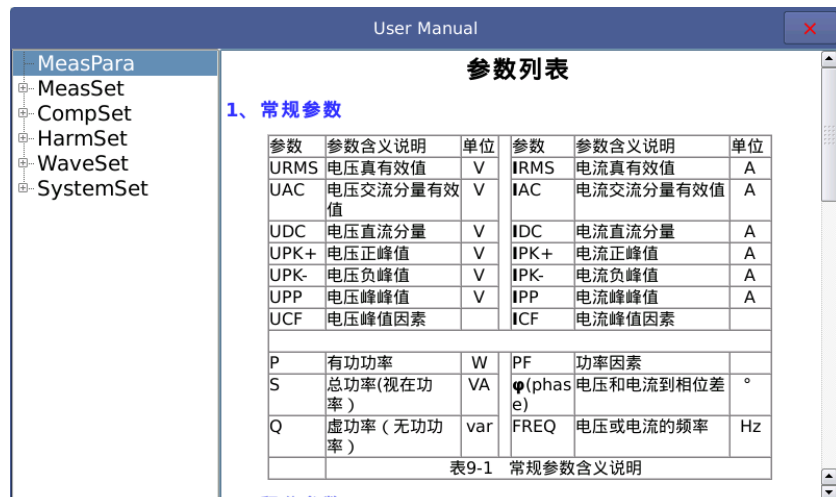 User Manual
MeasPara
MeasSet
CompSet
HarmSet
WaveSet
SystemSet
参数列表
1、常规参数
参数 参数含义说明 单位 参数 参数含义说明 单位
URMS 电压真有效值 V IRMS 电流真有效值 A
UAC 电压交流分量有效 V IAC 电流交流分量有效值 A
值
UDC 电压直流分量 V IDC 电流直流分量 A
UPK+ 电压正峰值 V IPK+ 电流正峰值 A
UPK- 电压负峰值 V IPK- 电流负峰值 A
UPP 电压峰峰值 V IPP 电流峰峰值 A
UCF 电压峰值因素 ICF 电流峰值因素
P 有功功率 W PF 功率因素
S 总功率(视在功 VA φ(phas 电压和电流到相位差 °
率） e)
Q 虚功率（无功功 var FREQ 电压或电流的频率 Hz
率）
表9-1 常规参数含义说明